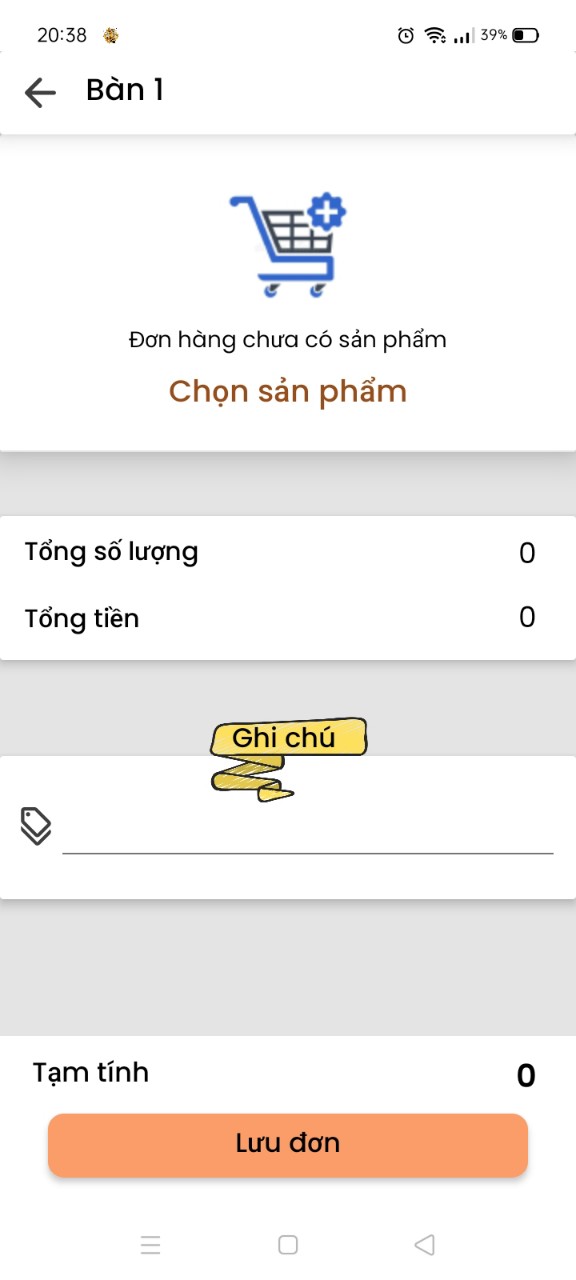 20:38
39%
Bàn 1
Đơn hàng chưa có sản phẩm
Chọn sản phẩm
Tổng số lượng 0
Tổng tiền 0
Ghi chú
Tạm tính 0
Lưu đơn